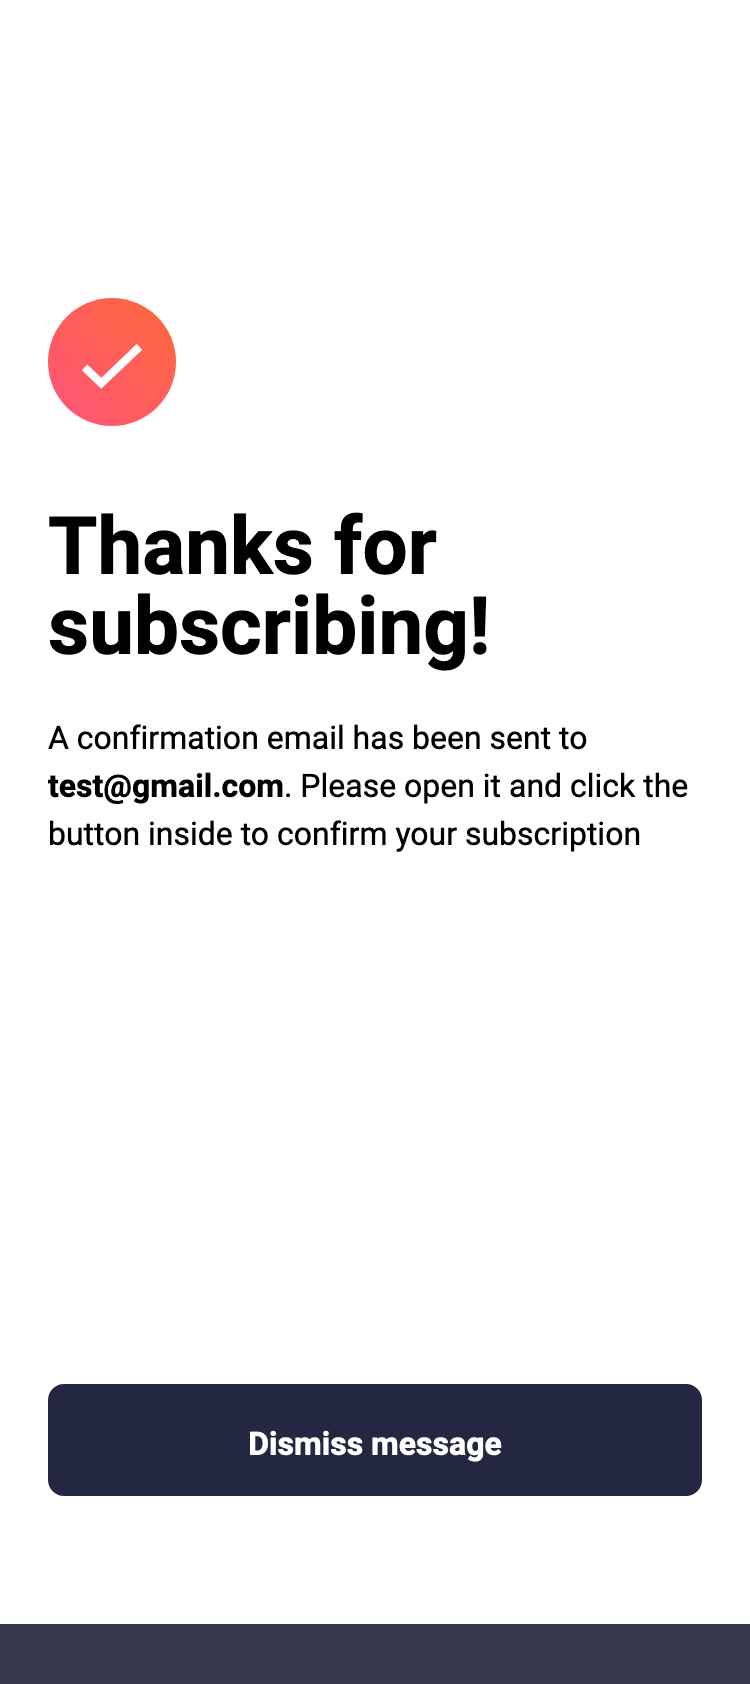 Thanks for
subscribing!
A confirmation email has been sent to
test@gmail.com. Please open it and click the
button inside to confirm your subscription
Dismiss message